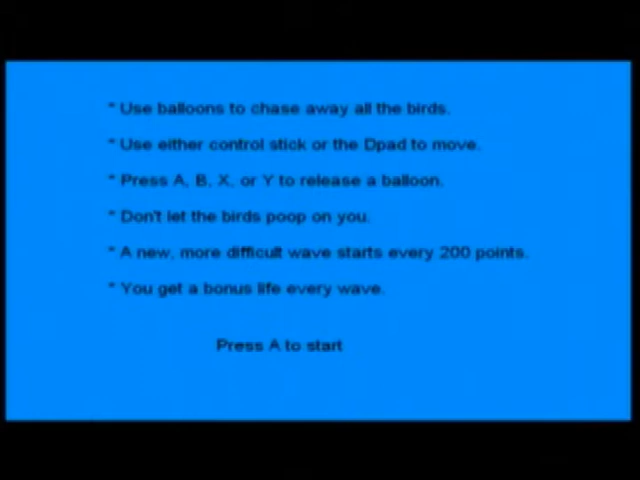 * Use balloons to chase away all the birds.
* Use either control stick or the Dpad to move.
* Press A, B, X, or Y to release a balloon.
* Don't let the birds poop on you.
* A new, more difficult wave starts every 200 points.
* You get a bonus life every wave.
Press A to start